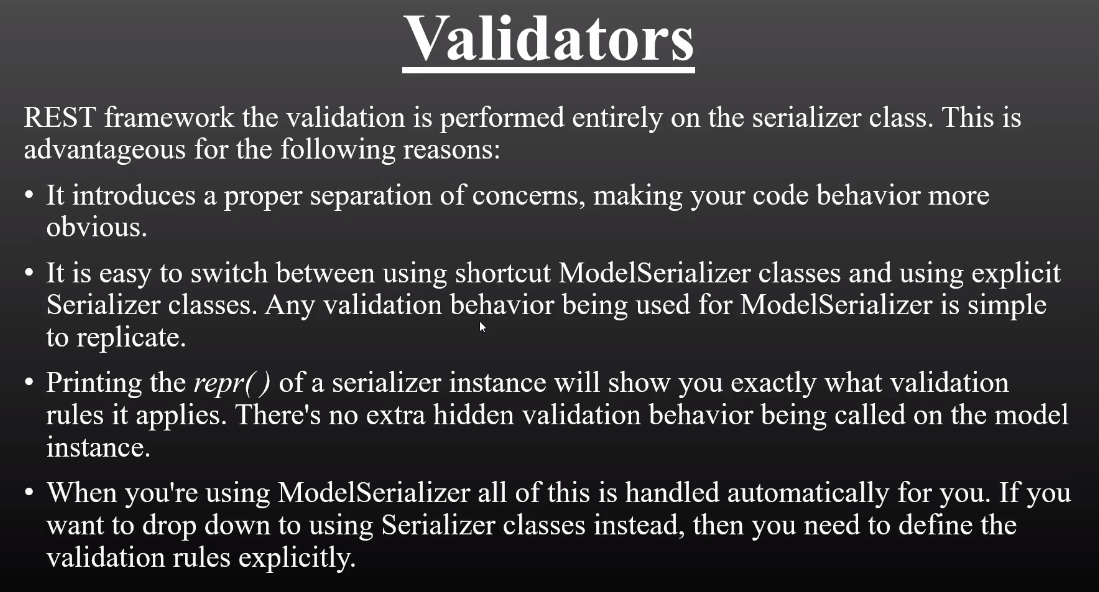 Validators
REST framework the validation is performed entirely on the serializer class. This is
advantageous for the following reasons:
• It introduces a proper separation of concerns, making your code behavior more
obvious.
• It is easy to switch between using shortcut ModelSerializer classes and using explicit
Serializer classes. Any validation behavior being used for ModelSerializer is simple
to replicate.
• Printing the repr( ) of a serializer instance will show you exactly what validation
rules it applies. There's no extra hidden validation behavior being called on the model
instance.
• When you're using ModelSerializer all of this is handled automatically for you. If you
want to drop down to using Serializer classes instead, then you need to define the
validation rules explicitly.